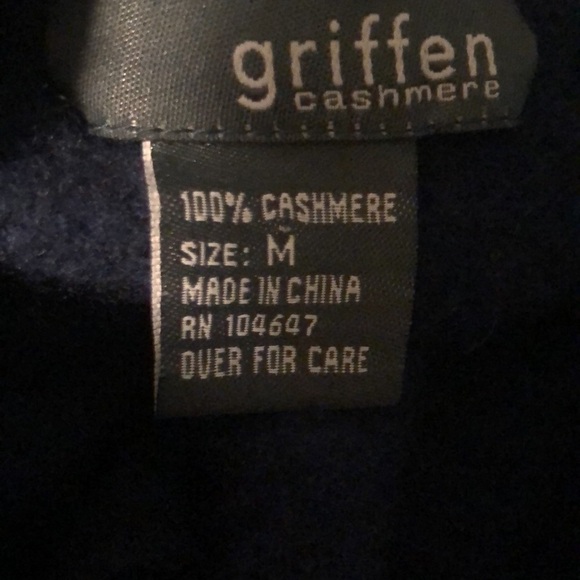 griffen
cashmere
100% CASHMERE
SIZE: M
MADE IN CHINA
RN 104647
OVER FOR CARE